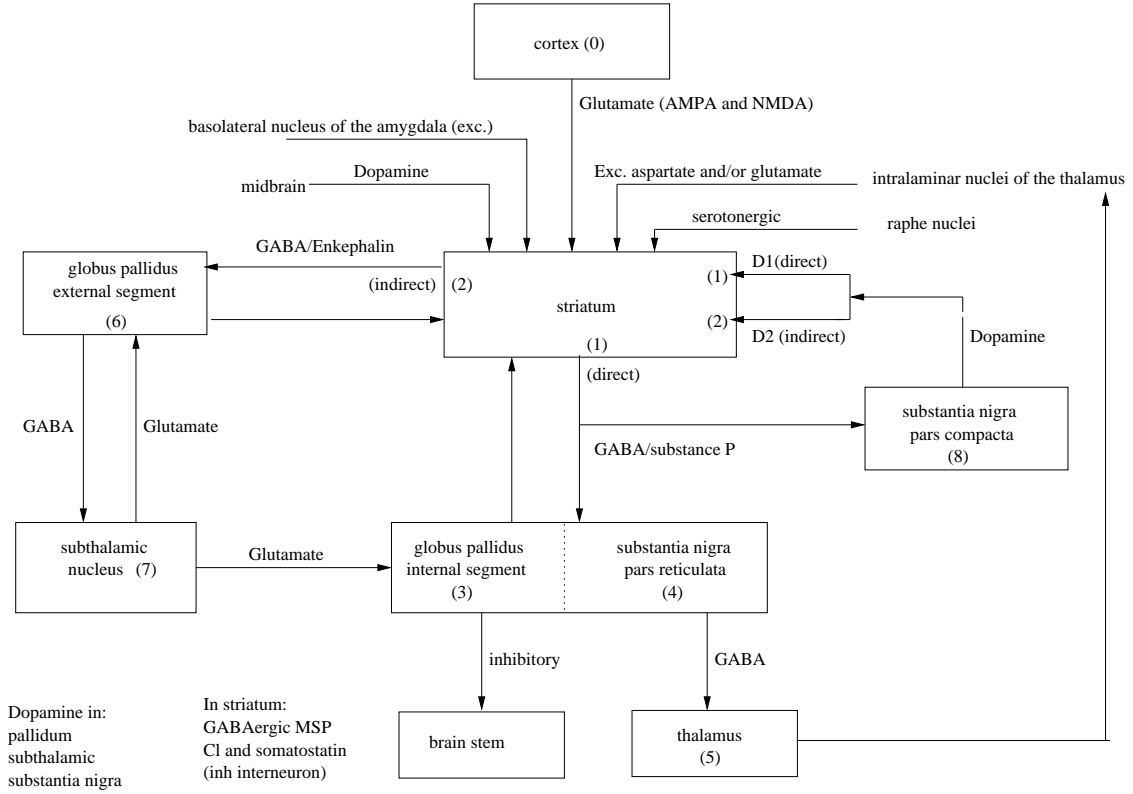 cortex (0)
Glutamate (AMPA and NMDA)
basolateral nucleus of the amygdala (exc.)
Dopamine
midbrain
Exc. aspartate and/or glutamate
intralaminar nuclei of the thalamus
serotonergic
raphe nuclei
GABA/Enkephalin
(indirect)
globus pallidus
external segment
(6)
(2)
striatum
(1)
(1)
(2)
D1(direct)
D2 (indirect)
Dopamine
(direct)
substantia nigra
pars compacta
(8)
GABA
Glutamate
GABA/substance P
subthalamic
nucleus (7)
Glutamate
globus pallidus
internal segment
(3)
substantia nigra
pars reticulata
(4)
inhibitory
GABA
brain stem
thalamus
(5)
Dopamine in:
pallidum
subthalamic
substantia nigra
In striatum:
GABAergic MSP
Cl and somatostatin
(inh interneuron)